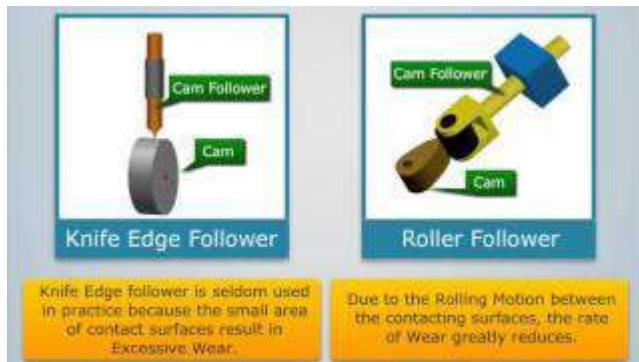 Cam Follower
Cam
Knife Edge Follower
Knife Edge follower is seldom used
in practice because the small area
of contact surfaces result in
Excessive Wear.
Cam Follower
Cam
Roller Follower
Due to the Rolling Motion between
the contacting surfaces, the rate
of Wear greatly reduces.